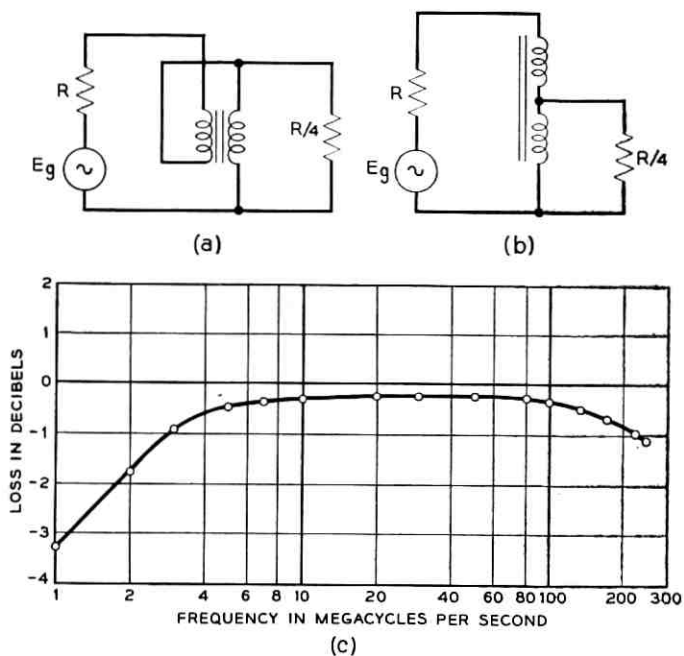 R
Eg
R/4
(a)
R
Eg
R/4
(b)
LOSS IN DECIBELS
2
1
0
-1
-2
-3
-4
1 2 4 6 8 10 20 40 60 80 100 200 300
FREQUENCY IN MEGACYCLES PER SECOND
(c)